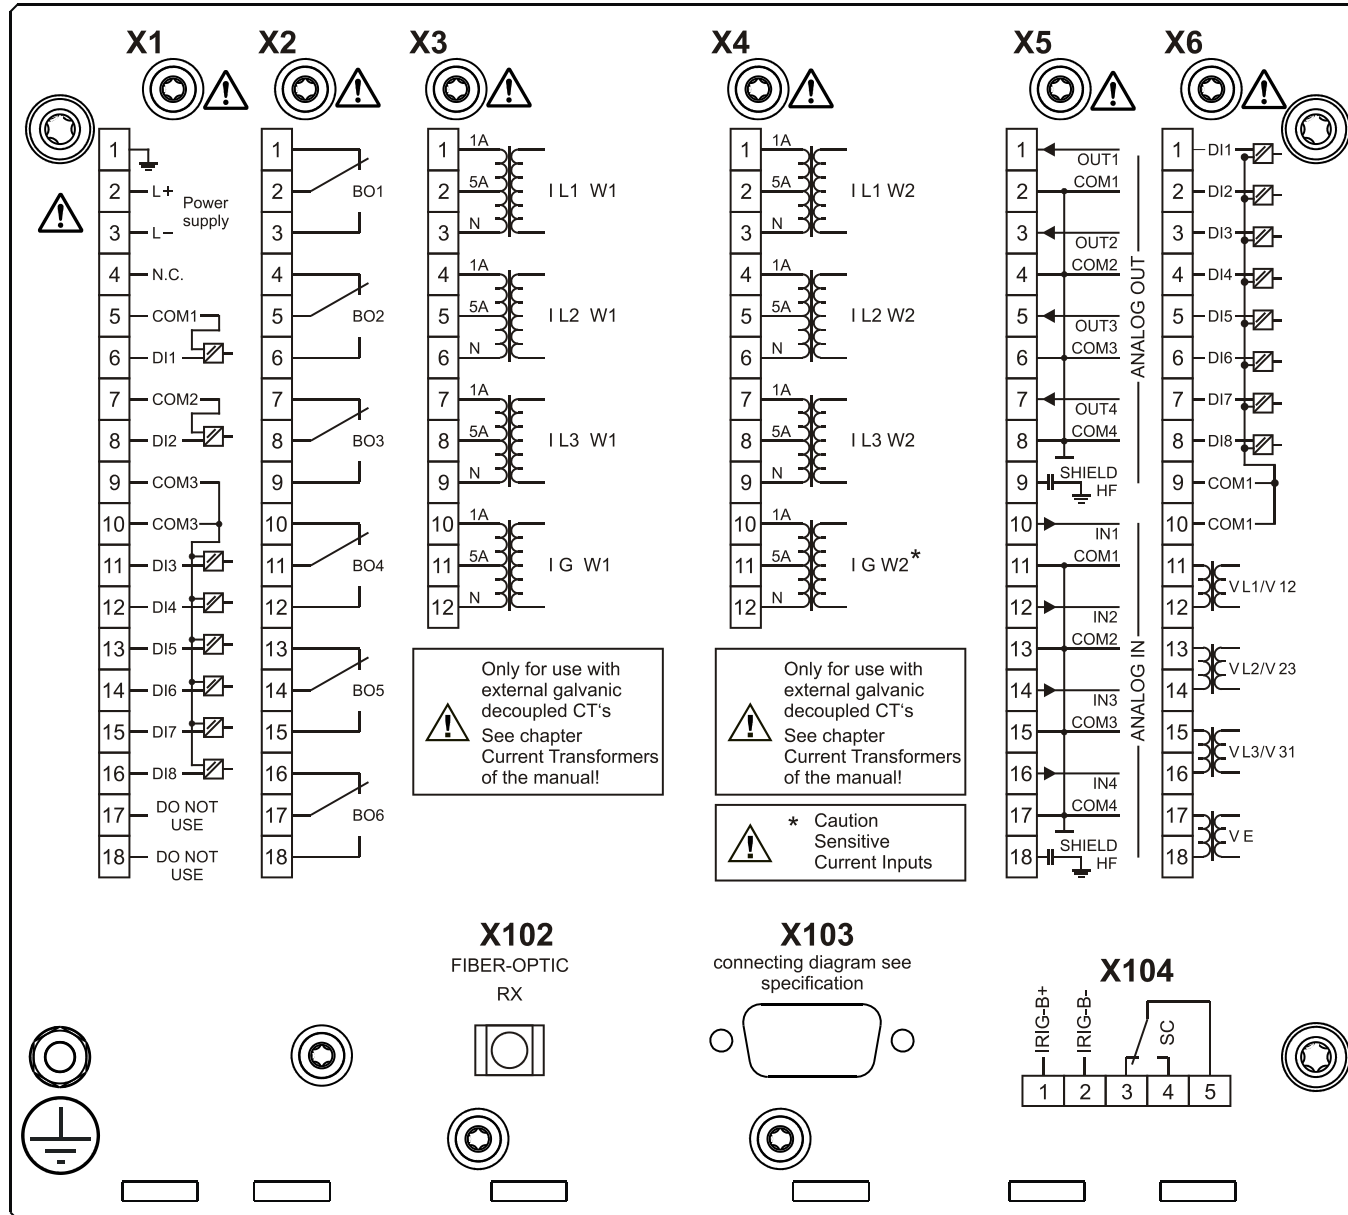 X1
1
2 L+ Power
3 L− supply
4 N.C.
5 COM1
6 DI1
7 COM2
8 DI2
9 COM3
10 COM3
11 DI3
12 DI4
13 DI5
14 DI6
15 DI7
16 DI8
17 DO NOT
USE
18 DO NOT
USE
X2
1
2 BO1
3
4
5 BO2
6
7
8 BO3
9
10
11 BO4
12
13
14 BO5
15
16
17 BO6
18
X3
1 1A
2 5A I L1 W1
3 N
4 1A
5 5A I L2 W1
6 N
7 1A
8 5A I L3 W1
9 N
10 1A
11 5A I G W1
12 N
Only for use with
external galvanic
decoupled CT‘s
See chapter
Current Transformers
of the manual!
X4
1 1A
2 5A I L1 W2
3 N
4 1A
5 5A I L2 W2
6 N
7 1A
8 5A I L3 W2
9 N
10 1A
11 5A I G W2*
12 N
Only for use with
external galvanic
decoupled CT‘s
See chapter
Current Transformers
of the manual!
* Caution
Sensitive
Current Inputs
X5
1 OUT1
2 COM1
3 OUT2
4 COM2
5 OUT3
6 COM3
7 OUT4
8 COM4
9 SHIELD
HF
ANALOG OUT
10 IN1
11 COM1
12 IN2
13 COM2
14 IN3
15 COM3
16 IN4
17 COM4
18 SHIELD
HF
ANALOG IN
X6
1 DI1
2 DI2
3 DI3
4 DI4
5 DI5
6 DI6
7 DI7
8 DI8
9 COM1
10 COM1
11
12 V L1/V 12
13
14 V L2/V 23
15
16 V L3/V 31
17
18 V E
X102
FIBER-OPTIC
RX
X103
connecting diagram see
specification
X104
IRIG-B+
IRIG-B-
SC
1 2 3 4 5